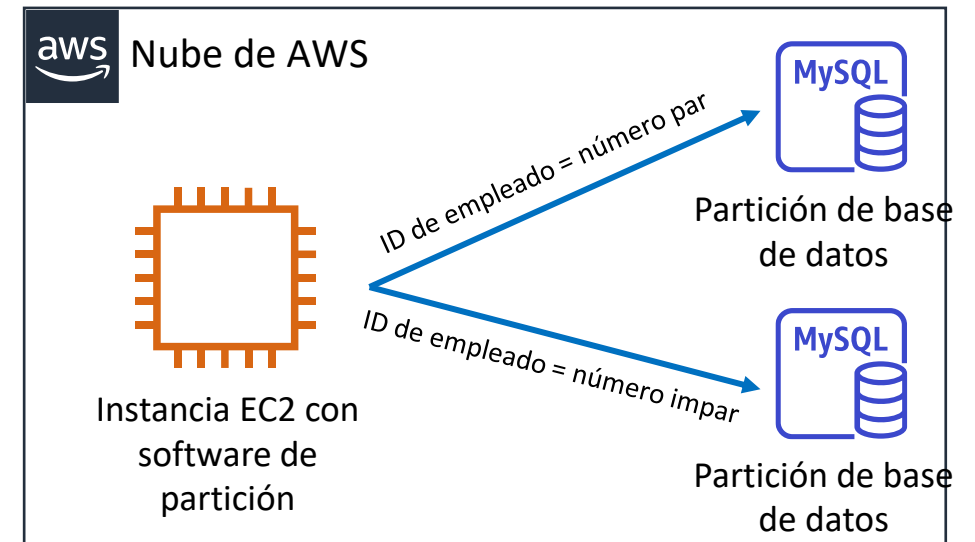 aws
Nube de AWS
MySQL
ID de empleado = número par
Partición de base
de datos
ID de empleado = número impar
MySQL
Instancia EC2 con
software de
partición
Partición de base
de datos